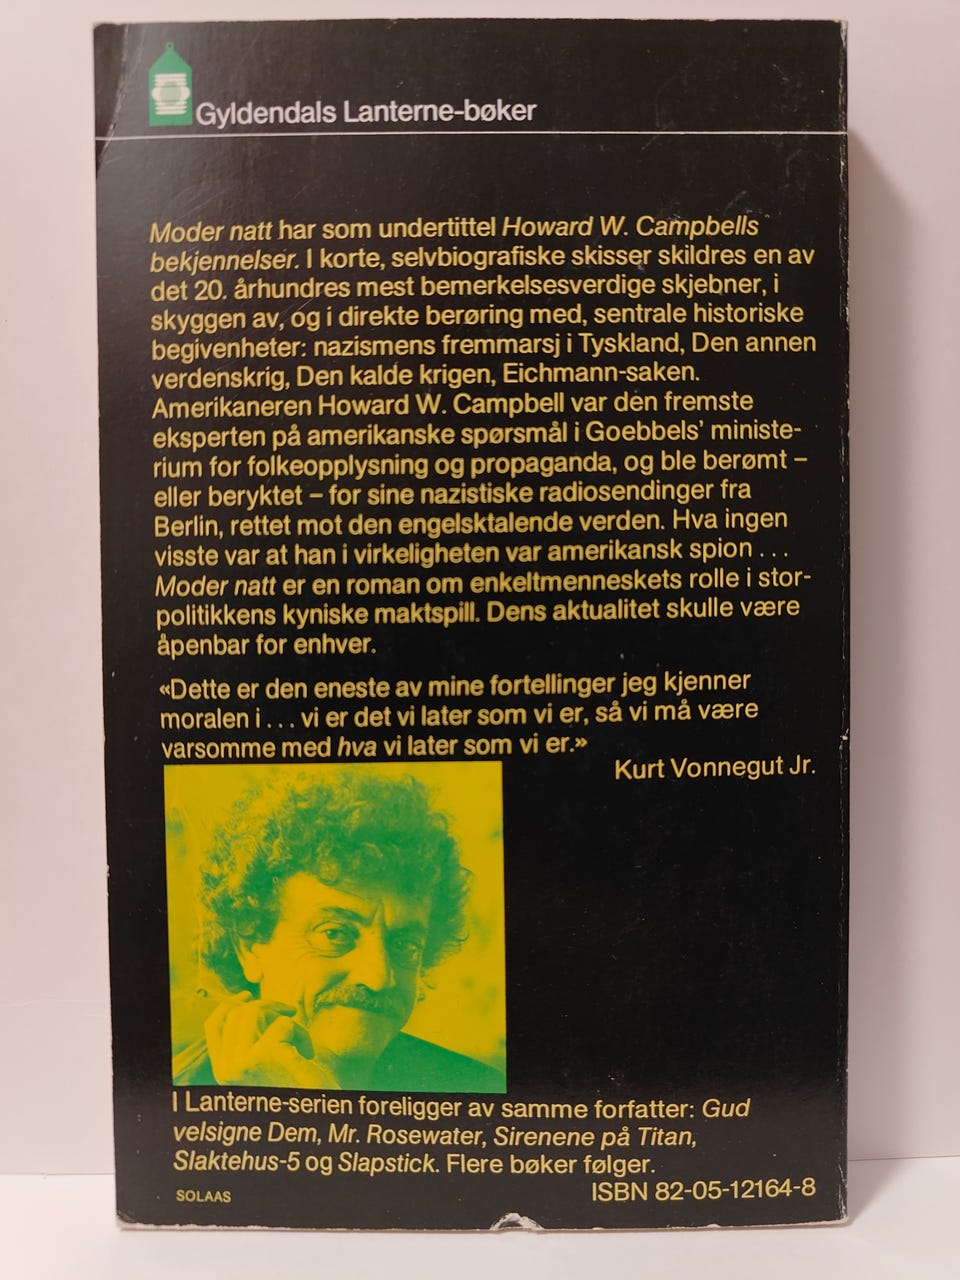 Gyldendals Lanterne-bøker
Moder natt har som undertittel Howard W. Campbells
bekjennelser. I korte, selvbiografiske skisser skildres en av
det 20. århundres mest bemerkelsesverdige skjebner, i
skyggen av, og i direkte berøring med, sentrale historiske
begivenheter: nazismens fremmarsj i Tyskland, Den annen
verdenskrig, Den kalde krigen, Eichmann-saken.
Amerikaneren Howard W. Campbell var den fremste
eksperten på amerikanske spørsmål i Goebbels' ministe-
rium for folkeopplysning og propaganda, og ble berømt –
eller beryktet – for sine nazistiske radiosendinger fra
Berlin, rettet mot den engelsktalende verden. Hva ingen
visste var at han i virkeligheten var amerikansk spion . . .
Moder natt er en roman om enkeltmenneskets rolle i stor-
politikkens kyniske maktspill. Dens aktualitet skulle være
åpenbar for enhver.
«Dette er den eneste av mine fortellinger jeg kjenner
moralen i . . . vi er det vi later som vi er, så vi må være
varsomme med hva vi later som vi er.»
Kurt Vonnegut Jr.
I Lanterne-serien foreligger av samme forfatter: Gud
velsigne Dem, Mr. Rosewater, Sirenene på Titan,
Slaktehus-5 og Slapstick. Flere bøker følger.
SOLAAS
ISBN 82-05-12164-8